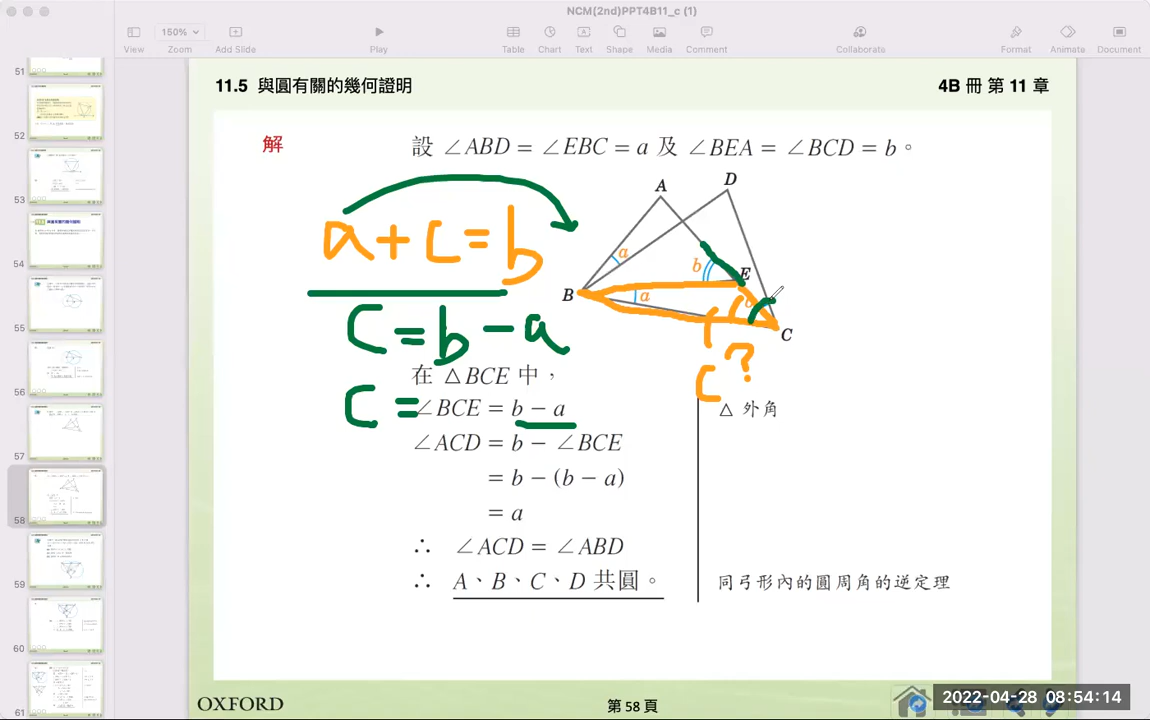 NCM(2nd)PPT4B11_c (1)
150%
View
Zoom
Add Slide
Play
Table
Chart
Text
Shape
Media
Comment
Collaborate
Format
Animate
Document
51
52
53
54
55
56
57
58
59
60
61
11.5 與圓有關的幾何證明
4B 冊 第 11 章
解
設 ∠ABD = ∠EBC = a 及 ∠BEA = ∠BCD = b。
A
D
B
E
C
a
b
a
b
a + c = b
c = b - a
c ?
在 △BCE 中，
c =
∠BCE = b − a
△ 外角
∠ACD = b − ∠BCE
= b − (b − a)
= a
∴ ∠ACD = ∠ABD
∴ A、B、C、D 共圓。
同弓形內的圓周角的逆定理
OXFORD
第 58 頁
2022-04-28 08:54:14